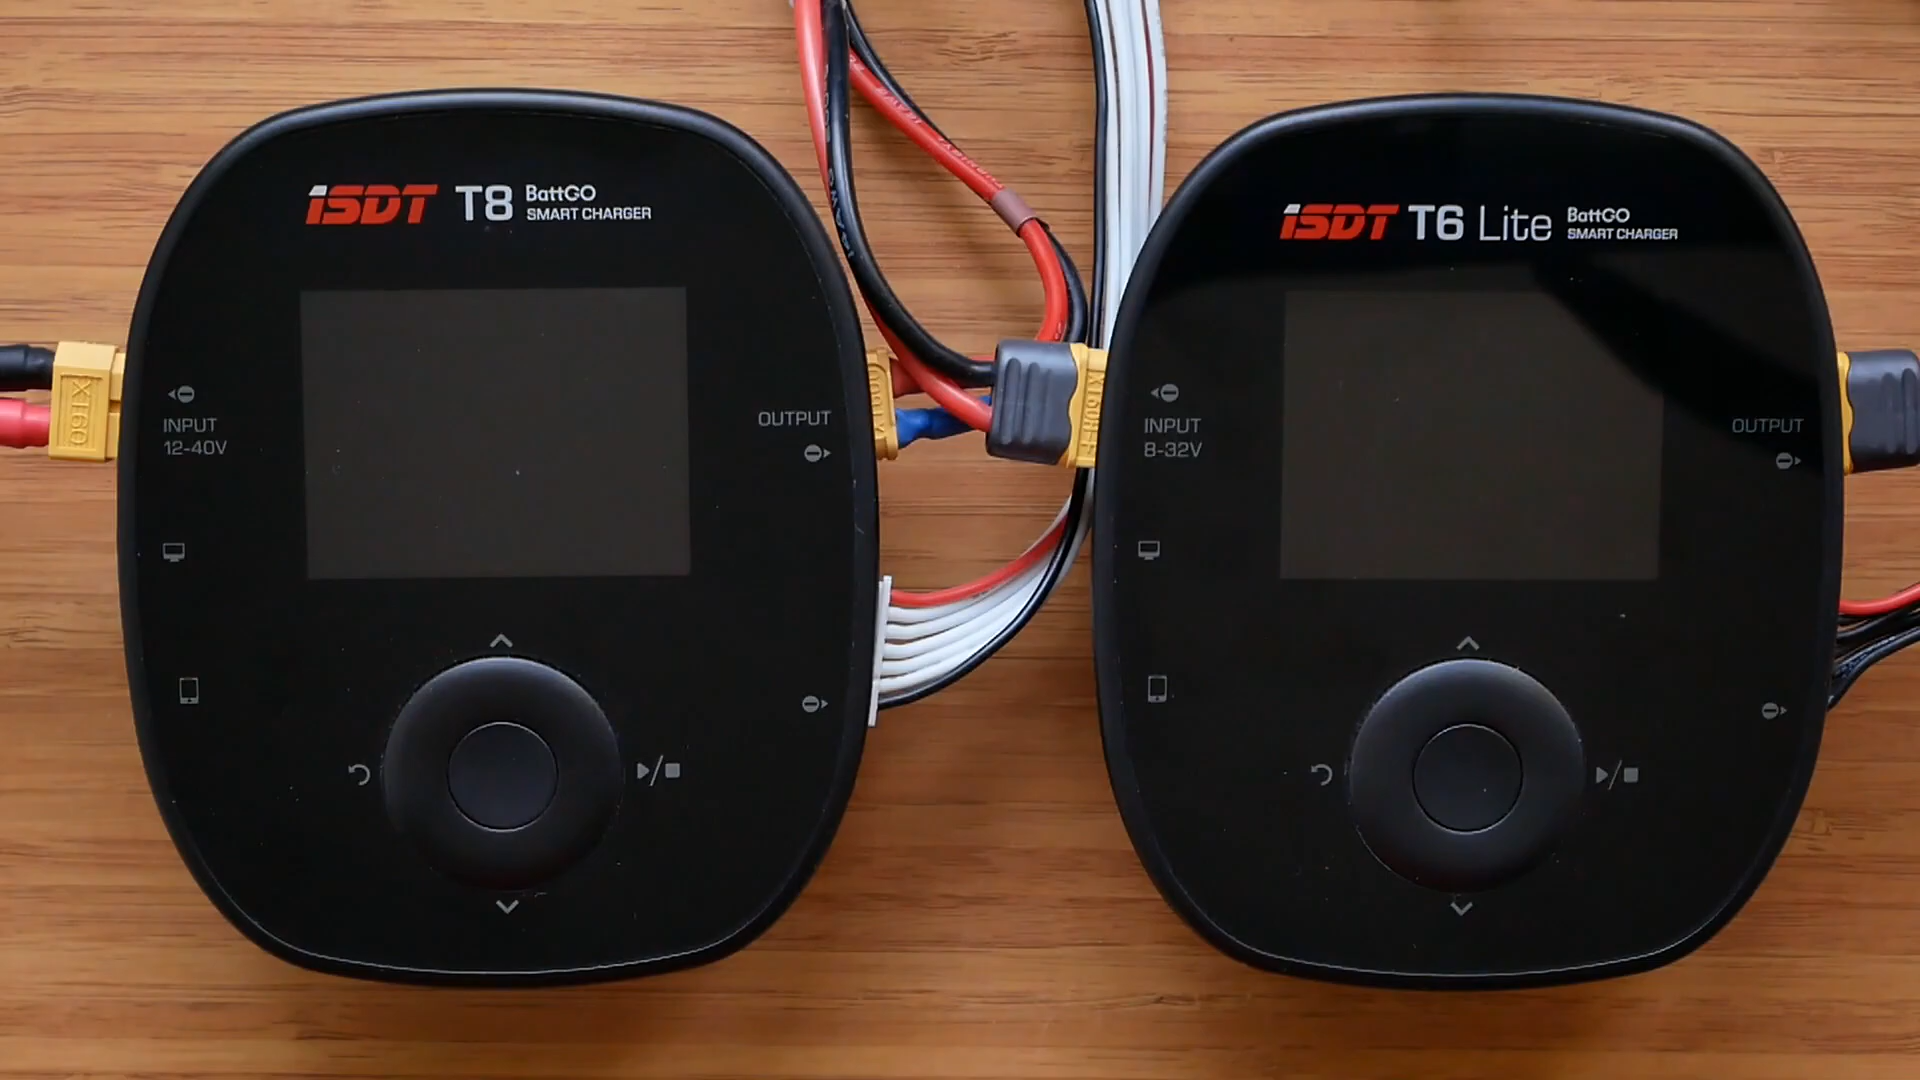 iSDT T8 BattGO
SMART CHARGER
INPUT
12-40V
OUTPUT
XT60
iSDT T6 Lite BattGO
SMART CHARGER
INPUT
8-32V
OUTPUT